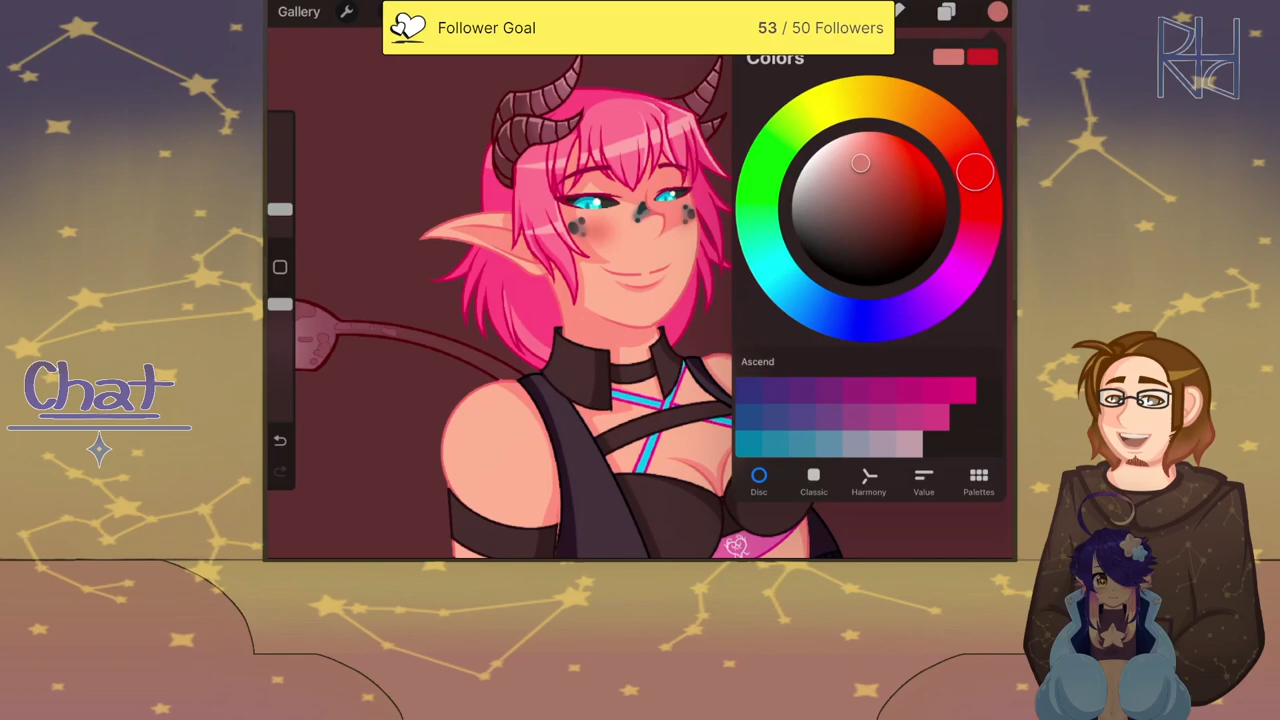 Gallery
Follower Goal
53 / 50 Followers
Colors
Chat
Ascend
Disc
Classic
Harmony
Value
Palettes